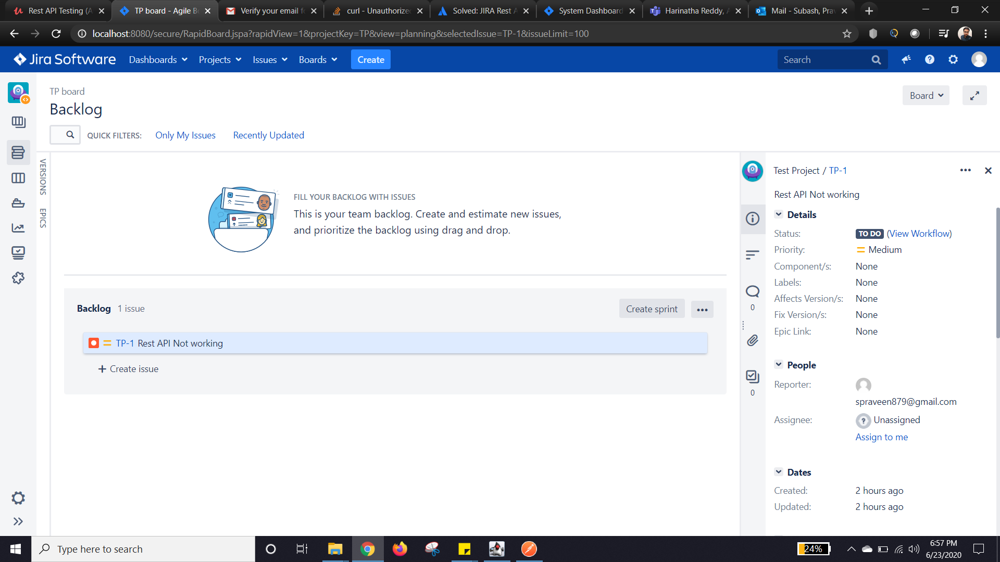 Rest API Testing (A
TP board - Agile Bo
Verify your email fo
curl - Unauthorized
Solved: JIRA Rest A
System Dashboard
Harinatha Reddy, A
Mail - Subash, Prav
localhost:8080/secure/RapidBoard.jspa?rapidView=1&projectKey=TP&view=planning&selectedIssue=TP-1&issueLimit=100
Jira Software
Dashboards
Projects
Issues
Boards
Create
Search
TP board
Backlog
Board
QUICK FILTERS:
Only My Issues
Recently Updated
VERSIONS
EPICS
FILL YOUR BACKLOG WITH ISSUES
This is your team backlog. Create and estimate new issues,
and prioritize the backlog using drag and drop.
Backlog 1 issue
Create sprint
TP-1 Rest API Not working
+ Create issue
0
0
Test Project / TP-1
Rest API Not working
Details
Status: TO DO (View Workflow)
Priority: Medium
Component/s: None
Labels: None
Affects Version/s: None
Fix Version/s: None
Epic Link: None
People
Reporter:
spraveen879@gmail.com
Assignee: Unassigned
Assign to me
Dates
Created: 2 hours ago
Updated: 2 hours ago
Type here to search
24%
6:57 PM
6/23/2020